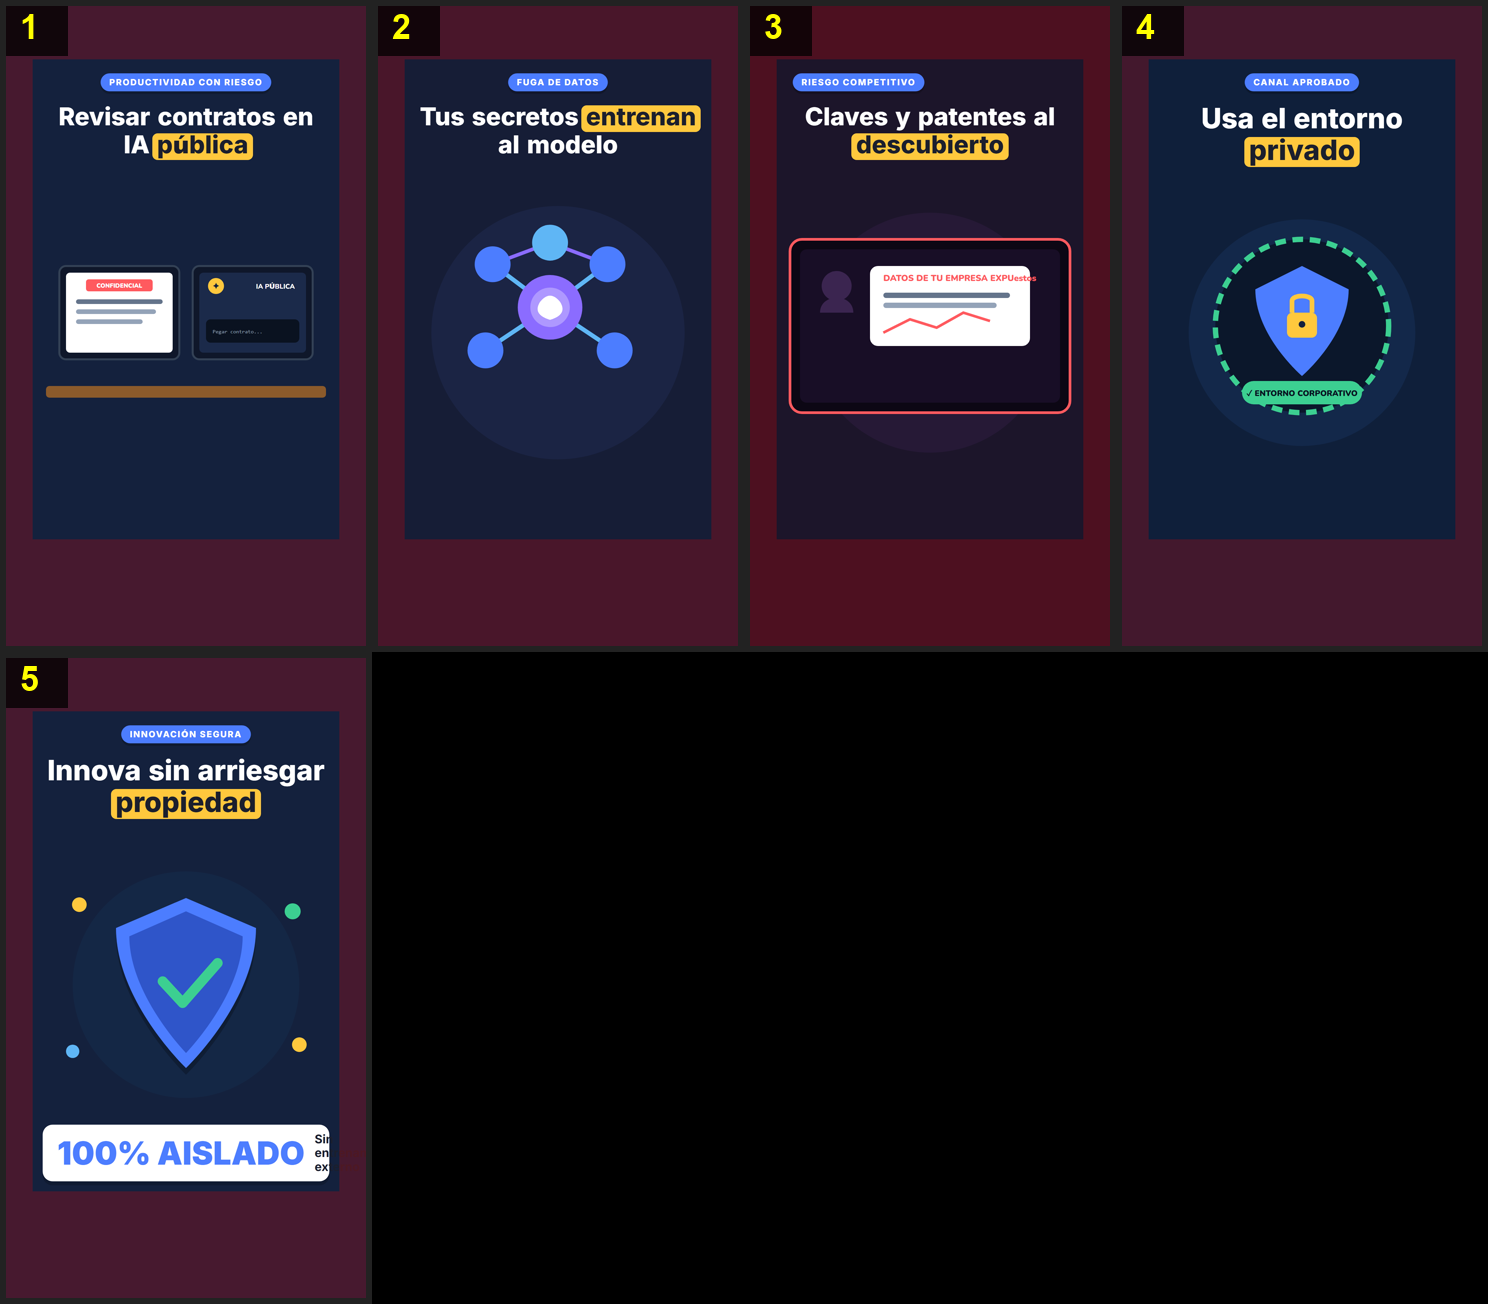 1
PRODUCTIVIDAD CON RIESGO
Revisar contratos en
IA pública
CONFIDENCIAL
IA PÚBLICA
Pegar contrato...
2
FUGA DE DATOS
Tus secretos entrenan
al modelo
3
RIESGO COMPETITIVO
Claves y patentes al
descubierto
DATOS DE TU EMPRESA EXPUestos
4
CANAL APROBADO
Usa el entorno
privado
✓ ENTORNO CORPORATIVO
5
INNOVACIÓN SEGURA
Innova sin arriesgar
propiedad
100% AISLADO